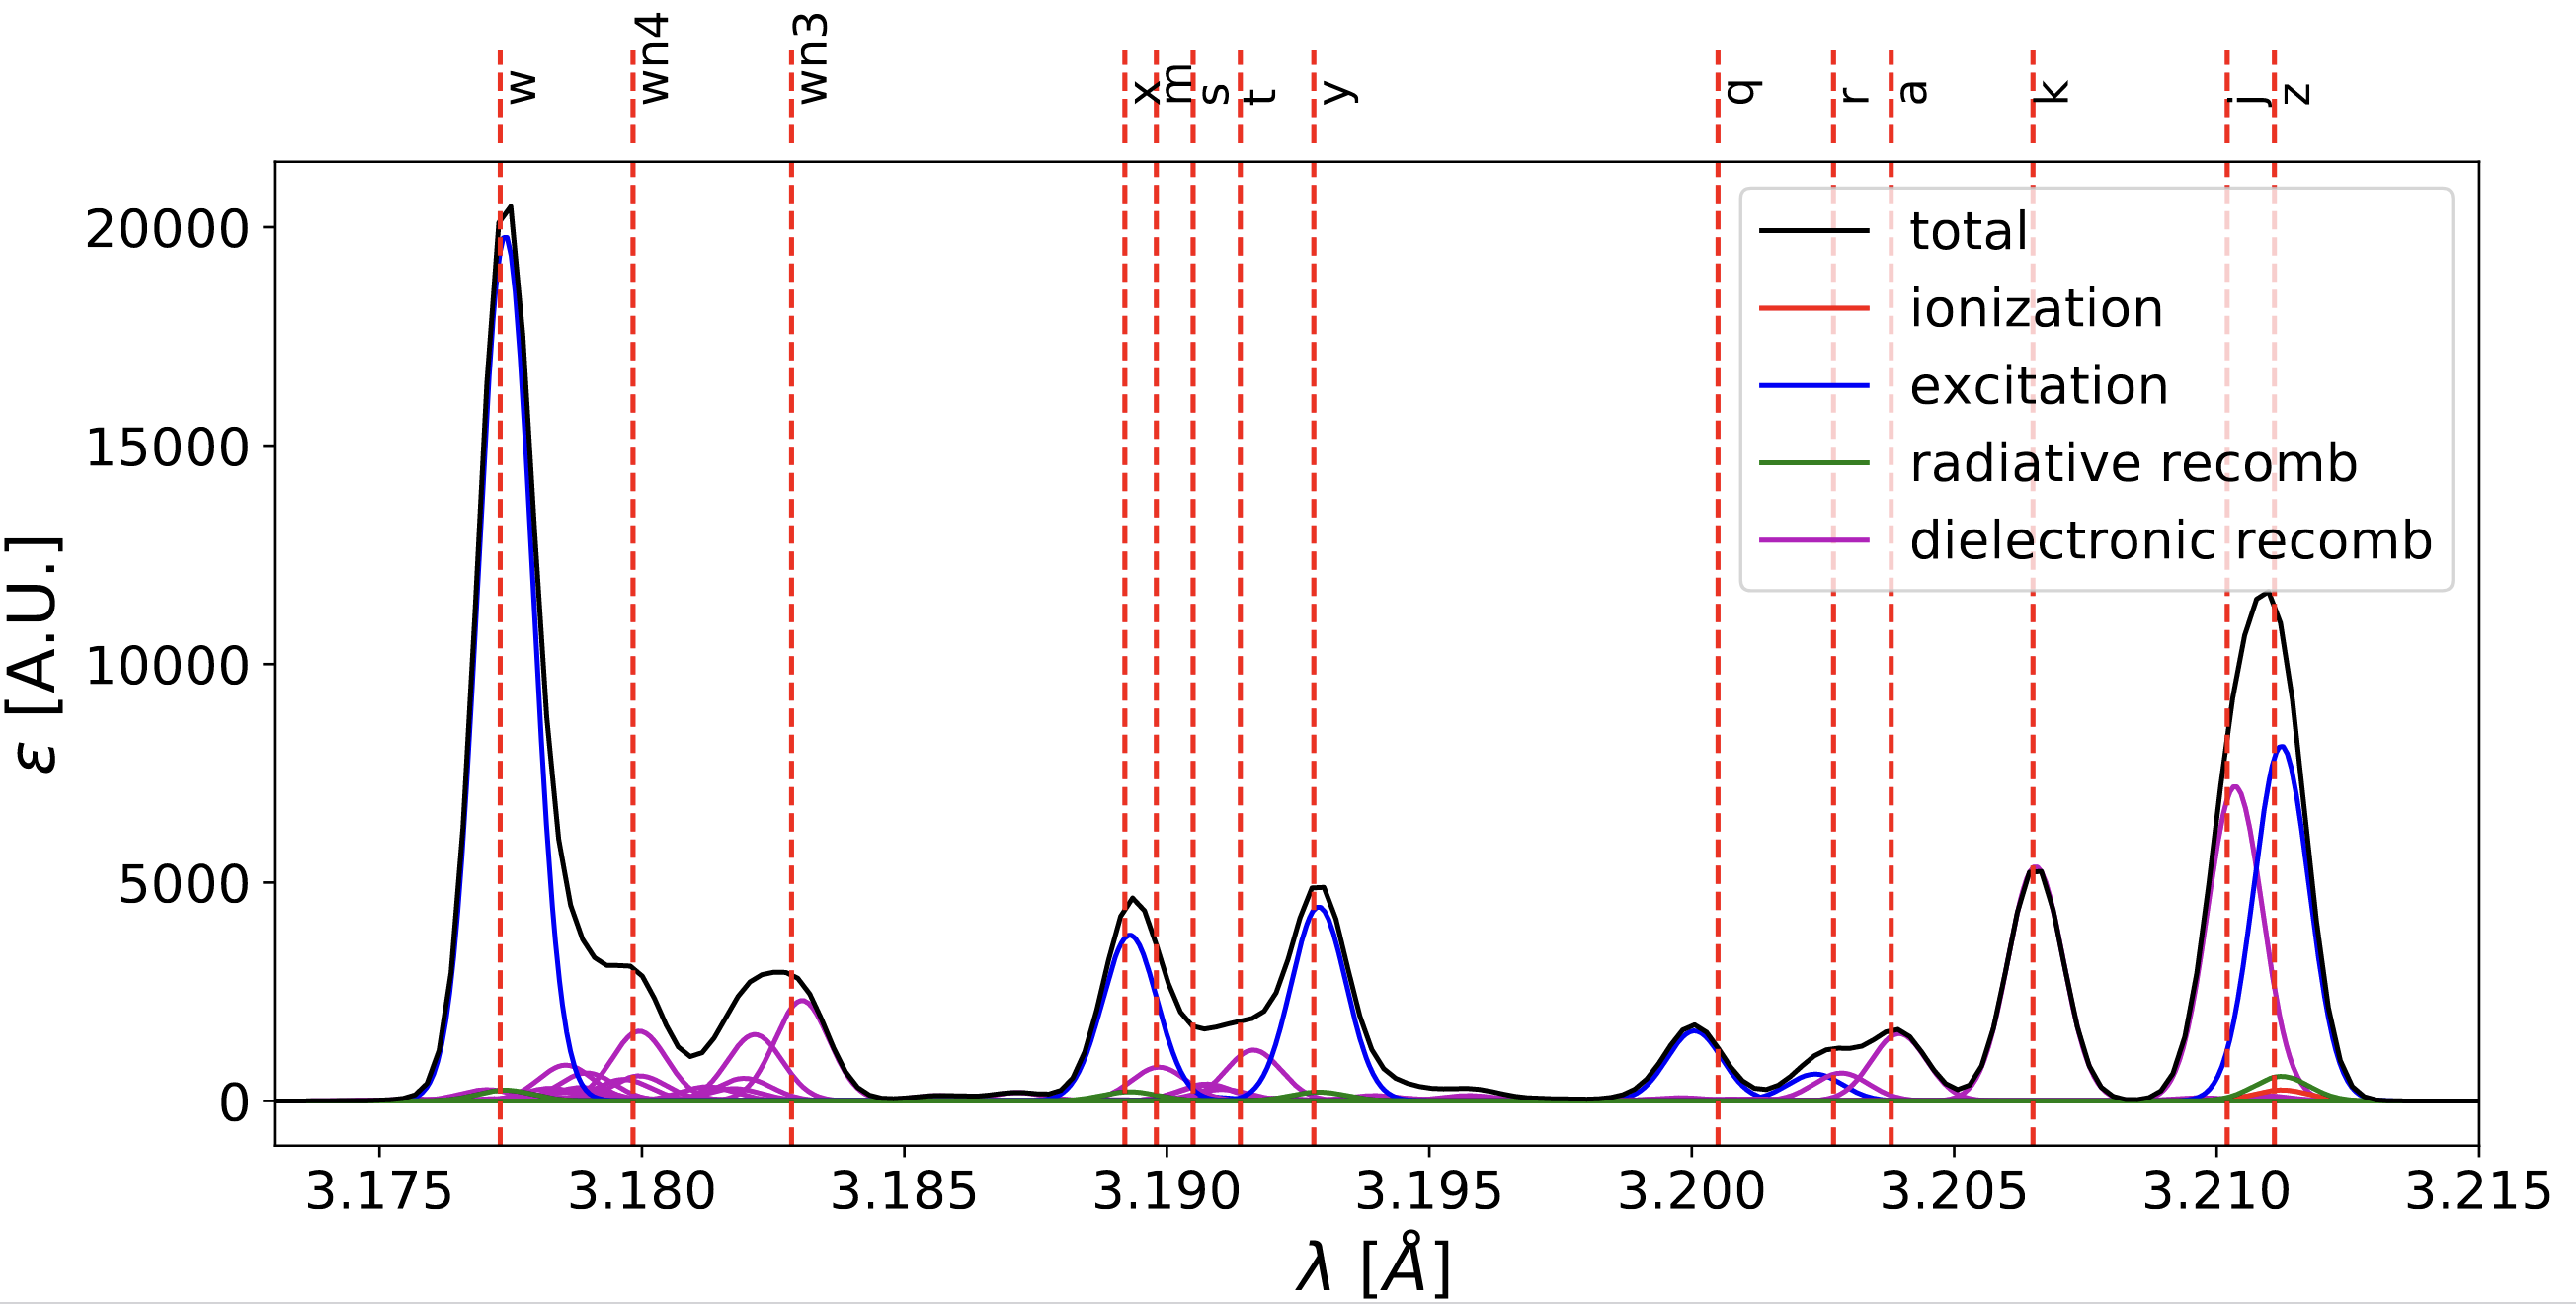 w
wn4
wn3
x
m
s
t
y
q
r
a
k
j
z
total
ionization
excitation
radiative recomb
dielectronic recomb
20000
15000
10000
5000
0
ε [A.U.]
3.175 3.180 3.185 3.190 3.195 3.200 3.205 3.210 3.215
λ [Å]